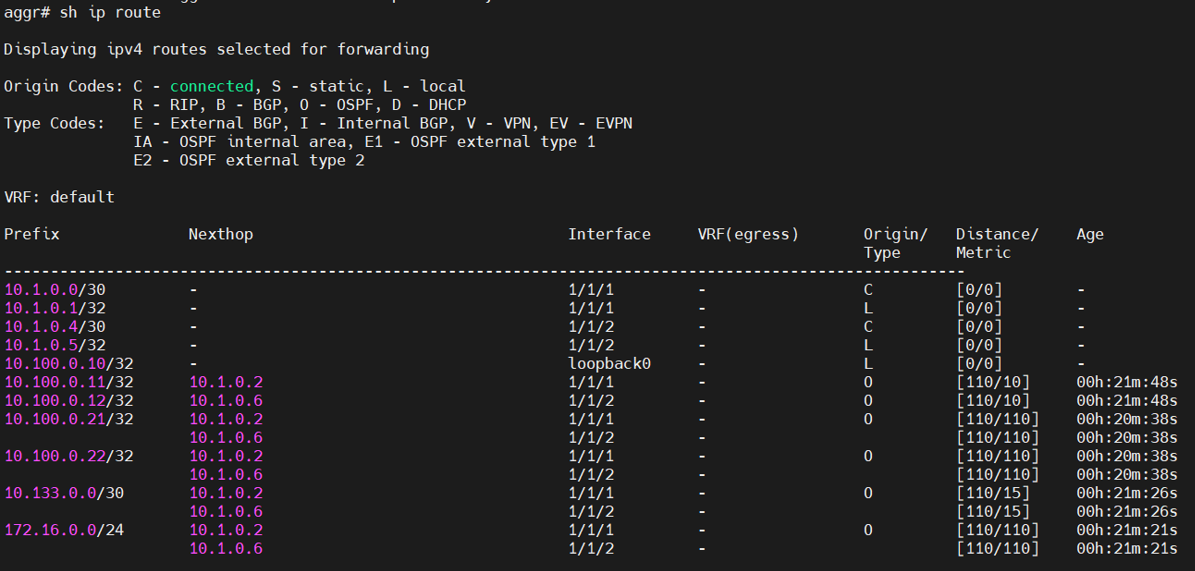 aggr# sh ip route
Displaying ipv4 routes selected for forwarding
Origin Codes: C - connected, S - static, L - local
R - RIP, B - BGP, O - OSPF, D - DHCP
Type Codes: E - External BGP, I - Internal BGP, V - VPN, EV - EVPN
IA - OSPF internal area, E1 - OSPF external type 1
E2 - OSPF external type 2
VRF: default
Prefix Nexthop Interface VRF(egress) Origin/ Distance/ Age
Type Metric
---------------------------------------------------------------------------------------------------------
10.1.0.0/30 - 1/1/1 - C [0/0] -
10.1.0.1/32 - 1/1/1 - L [0/0] -
10.1.0.4/30 - 1/1/2 - C [0/0] -
10.1.0.5/32 - 1/1/2 - L [0/0] -
10.100.0.10/32 - loopback0 - L [0/0] -
10.100.0.11/32 10.1.0.2 1/1/1 - O [110/10] 00h:21m:48s
10.100.0.12/32 10.1.0.6 1/1/2 - O [110/10] 00h:21m:48s
10.100.0.21/32 10.1.0.2 1/1/1 - O [110/110] 00h:20m:38s
10.1.0.6 1/1/2 - [110/110] 00h:20m:38s
10.100.0.22/32 10.1.0.2 1/1/1 - O [110/110] 00h:20m:38s
10.1.0.6 1/1/2 - [110/110] 00h:20m:38s
10.133.0.0/30 10.1.0.2 1/1/1 - O [110/15] 00h:21m:26s
10.1.0.6 1/1/2 - [110/15] 00h:21m:26s
172.16.0.0/24 10.1.0.2 1/1/1 - O [110/110] 00h:21m:21s
10.1.0.6 1/1/2 - [110/110] 00h:21m:21s